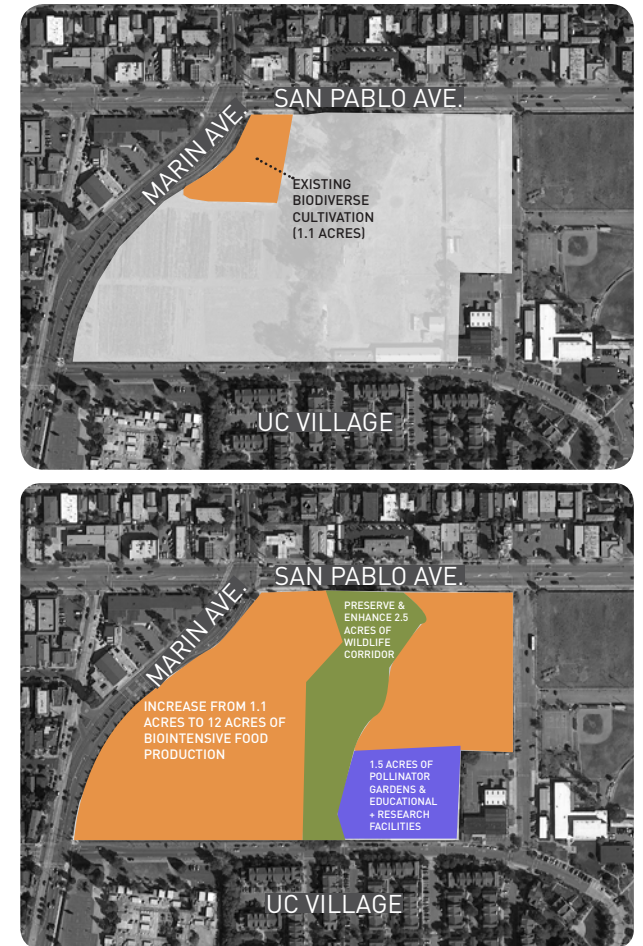 SAN PABLO AVE.
MARIN AVE.
EXISTING
BIODIVERSE
CULTIVATION
(1.1 ACRES)
UC VILLAGE
SAN PABLO AVE.
MARIN AVE.
PRESERVE &
ENHANCE 2.5
ACRES OF
WILDLIFE
CORRIDOR
INCREASE FROM 1.1
ACRES TO 12 ACRES OF
BIOINTENSIVE FOOD
PRODUCTION
1.5 ACRES OF
POLLINATOR
GARDENS &
EDUCATIONAL
+ RESEARCH
FACILITIES
UC VILLAGE